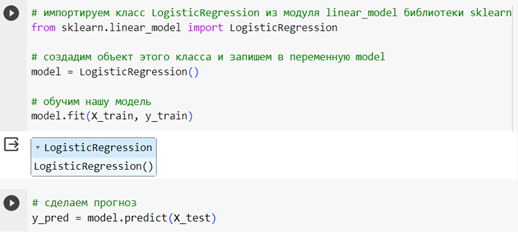 # импортируем класс LogisticRegression из модуля linear_model библиотеки sklearn
from sklearn.linear_model import LogisticRegression
# создадим объект этого класса и запишем в переменную model
model = LogisticRegression()
# обучим нашу модель
model.fit(X_train, y_train)
LogisticRegression
LogisticRegression()
# сделаем прогноз
y_pred = model.predict(X_test)